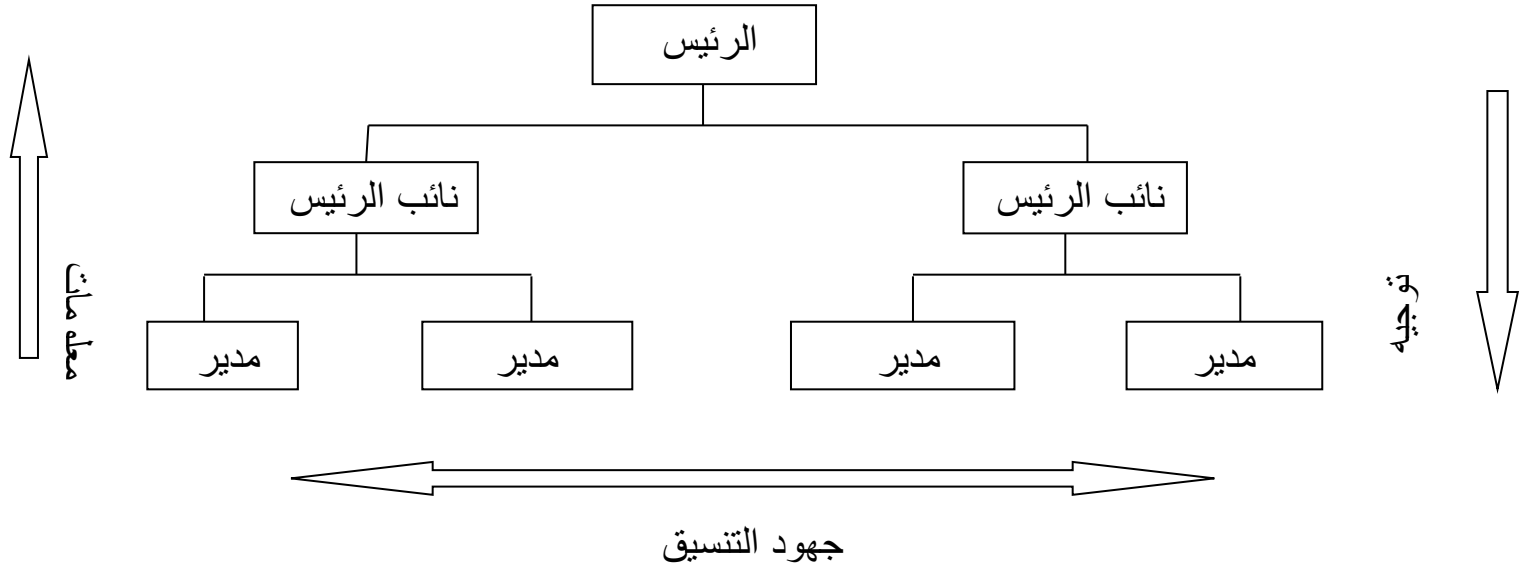 الرئيس
نائب الرئيس
نائب الرئيس
مدير
مدير
مدير
مدير
توجيه
معلومات
جهود التنسيق